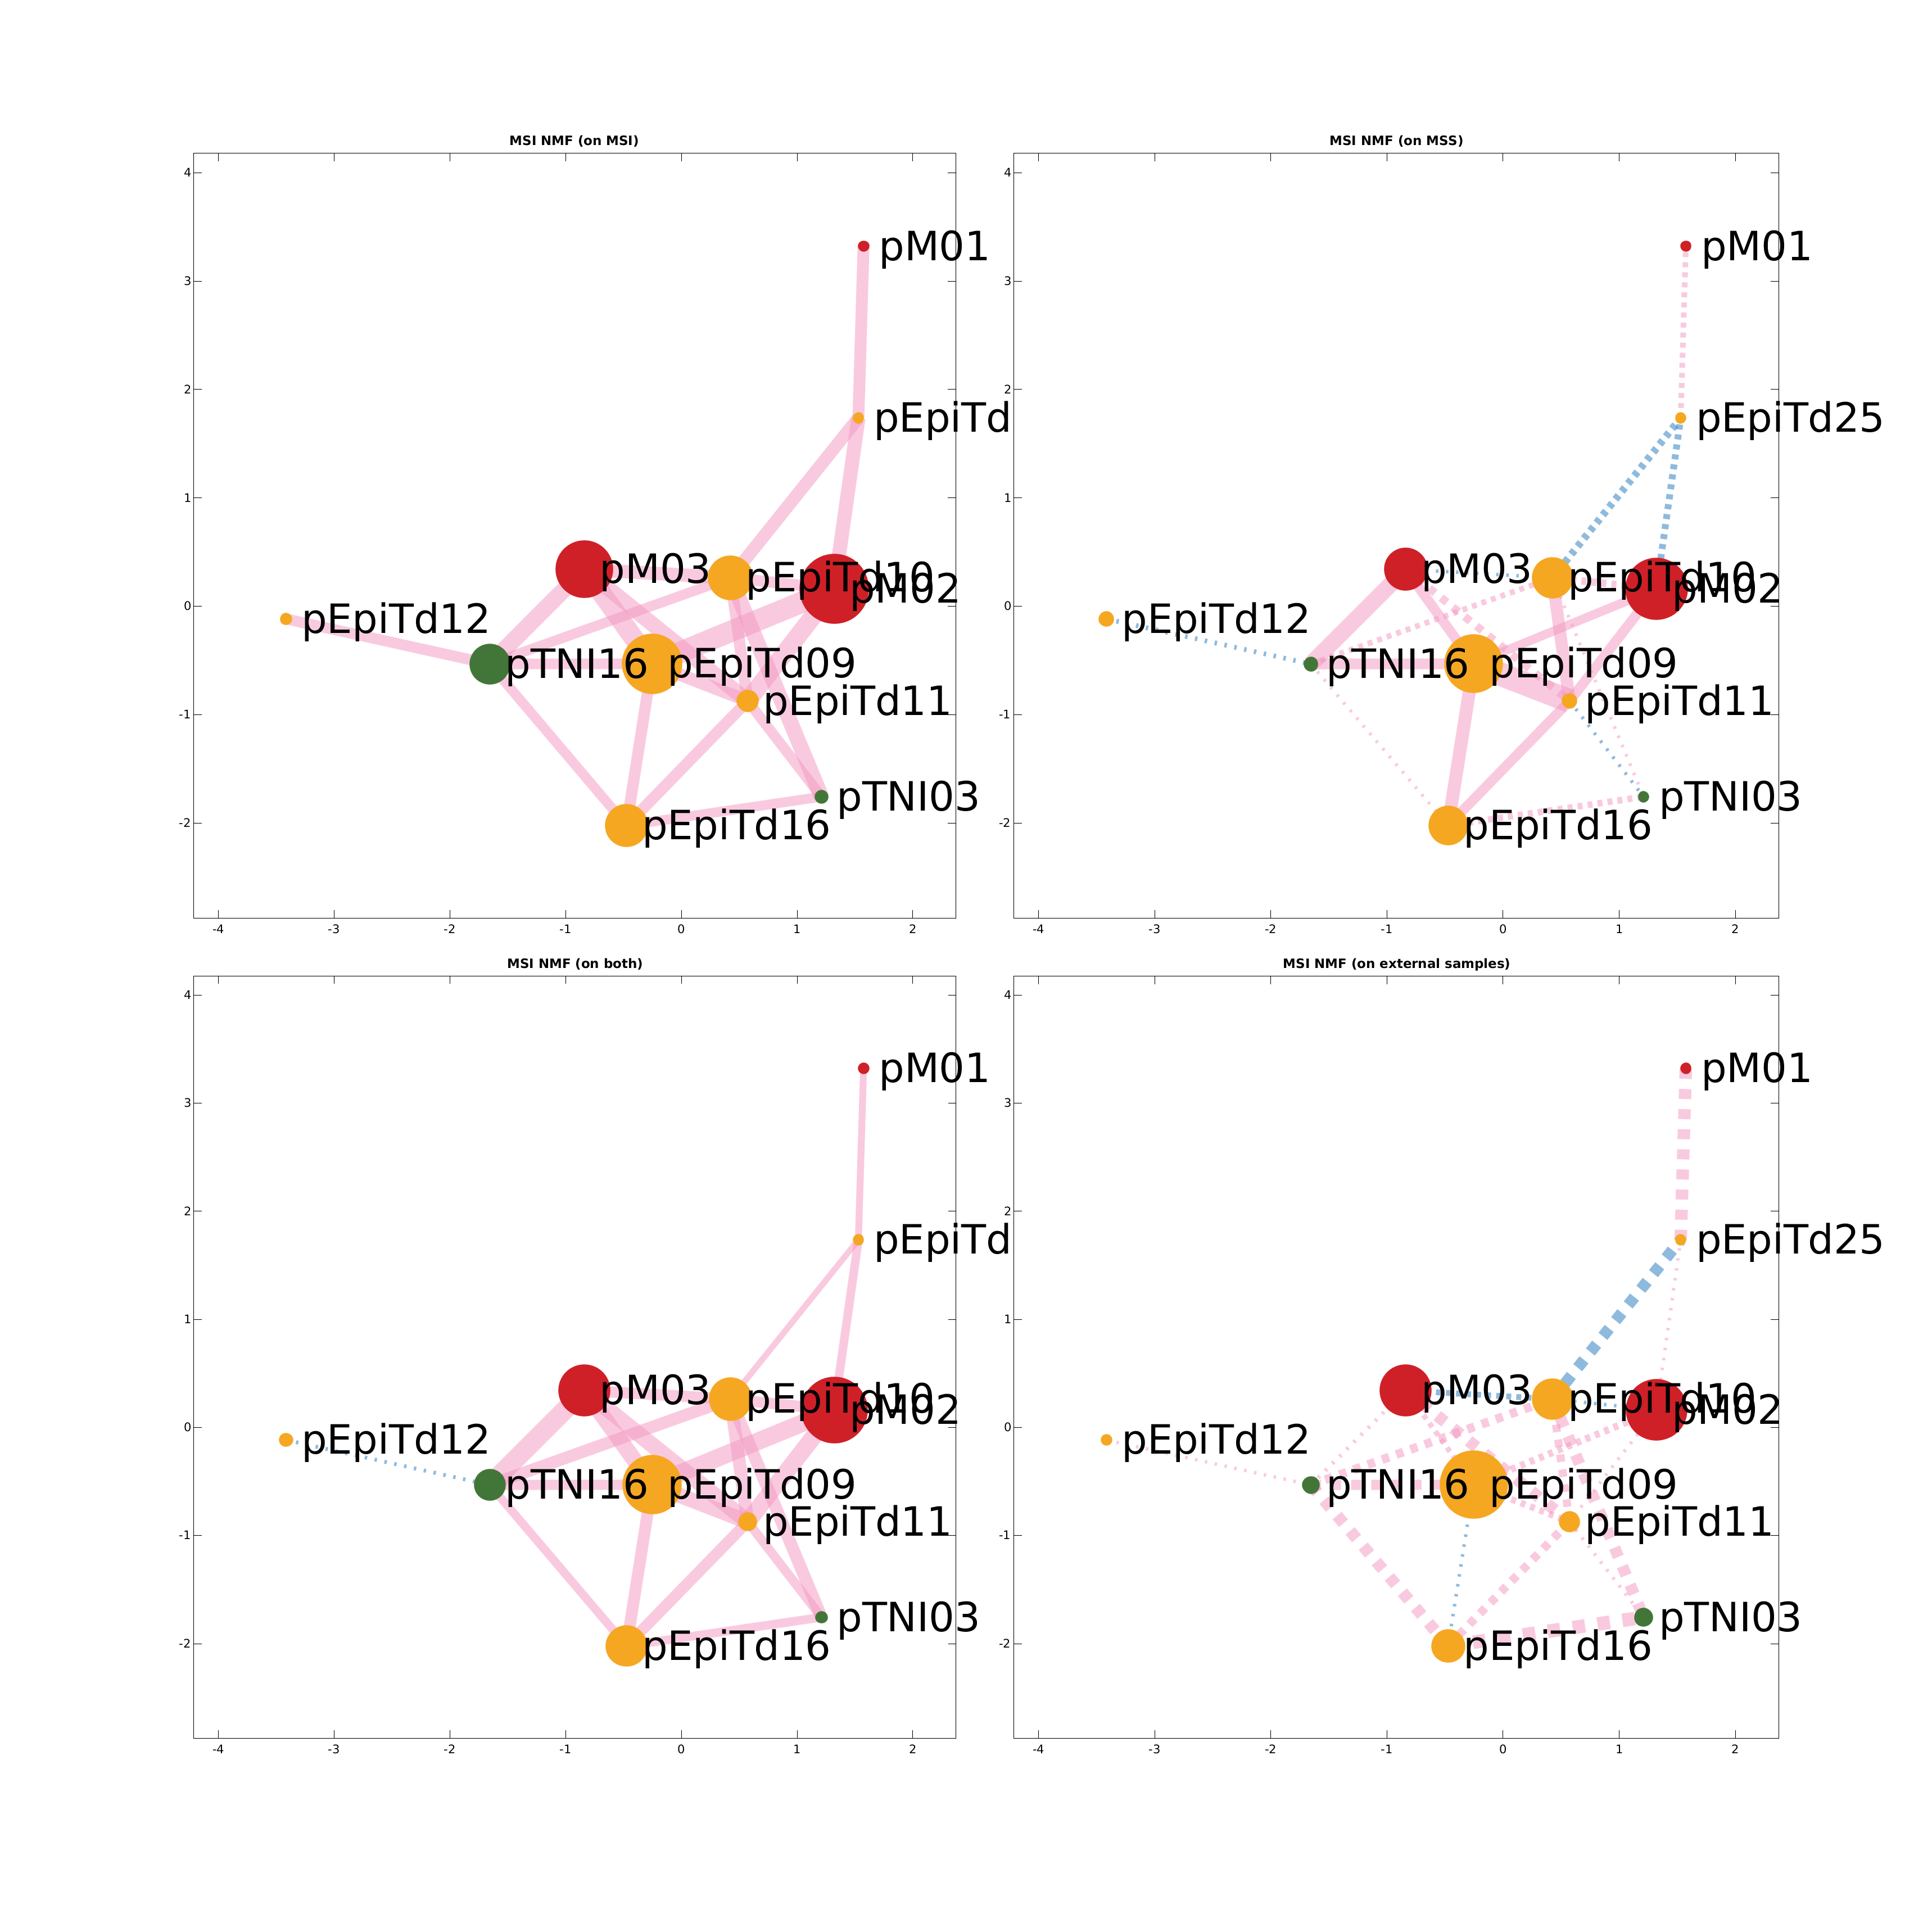 MSI NMF (on MSI)
4
3
2
1
0
-1
-2
pM01
pEpiTd
pM03
pEpiTd10
pM02
pEpiTd12
pTNI16
pEpiTd09
pEpiTd11
pTNI03
pEpiTd16
-4 -3 -2 -1 0 1 2
MSI NMF (on MSS)
4
3
2
1
0
-1
-2
pM01
pEpiTd25
pM03
pEpiTd10
pM02
pEpiTd12
pTNI16
pEpiTd09
pEpiTd11
pTNI03
pEpiTd16
-4 -3 -2 -1 0 1 2
MSI NMF (on both)
4
3
2
1
0
-1
-2
pM01
pEpiTd
pM03
pEpiTd10
pM02
pEpiTd12
pTNI16
pEpiTd09
pEpiTd11
pTNI03
pEpiTd16
-4 -3 -2 -1 0 1 2
MSI NMF (on external samples)
4
3
2
1
0
-1
-2
pM01
pEpiTd25
pM03
pEpiTd10
pM02
pEpiTd12
pTNI16
pEpiTd09
pEpiTd11
pTNI03
pEpiTd16
-4 -3 -2 -1 0 1 2